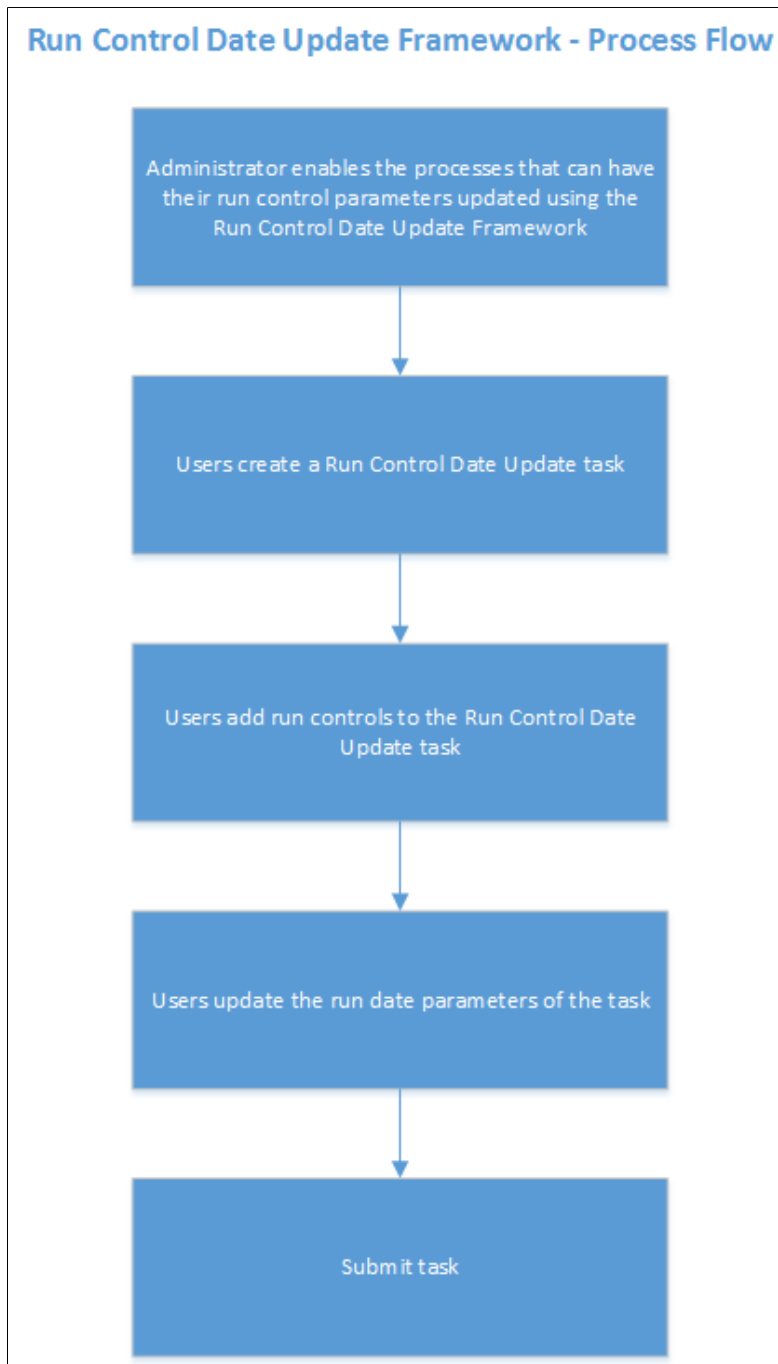 Run Control Date Update Framework - Process Flow
Administrator enables the processes that can have
their run control parameters updated using the
Run Control Date Update Framework
Users create a Run Control Date Update task
Users add run controls to the Run Control Date
Update task
Users update the run date parameters of the task
Submit task